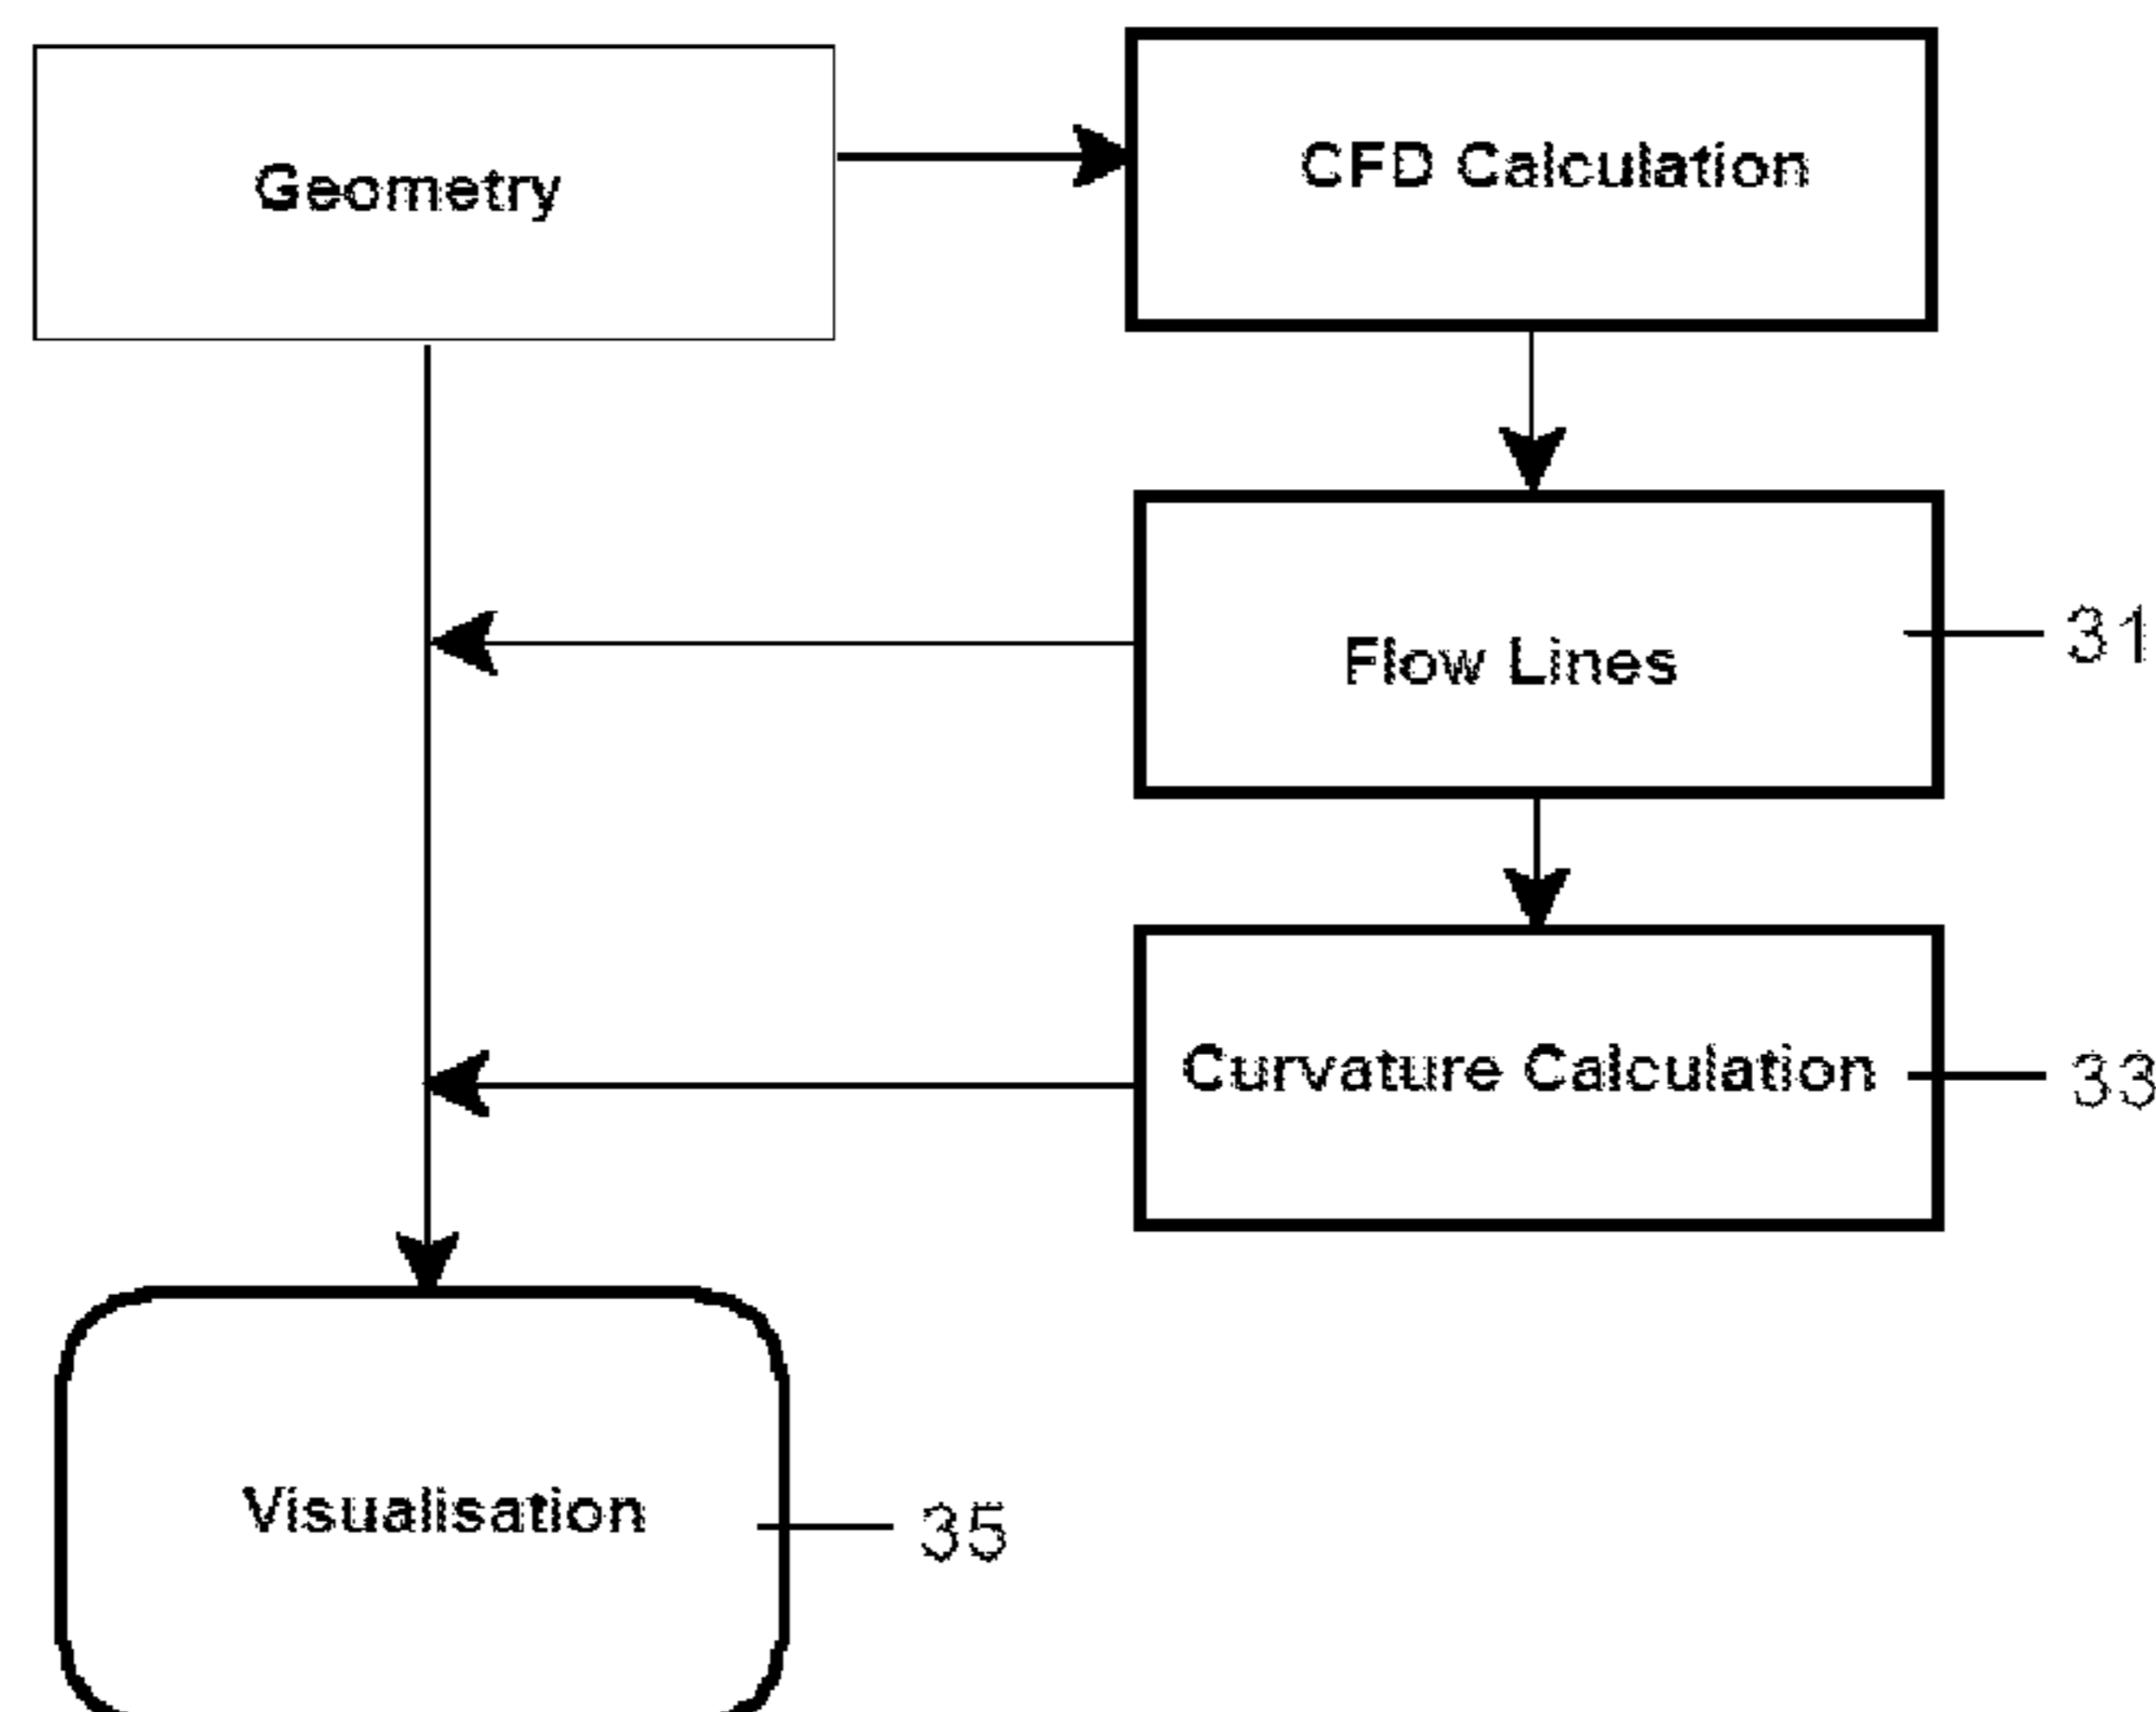 Geometry
CFD Calculation
Flow Lines
31
Curvature Calculation
33
Visualisation
35